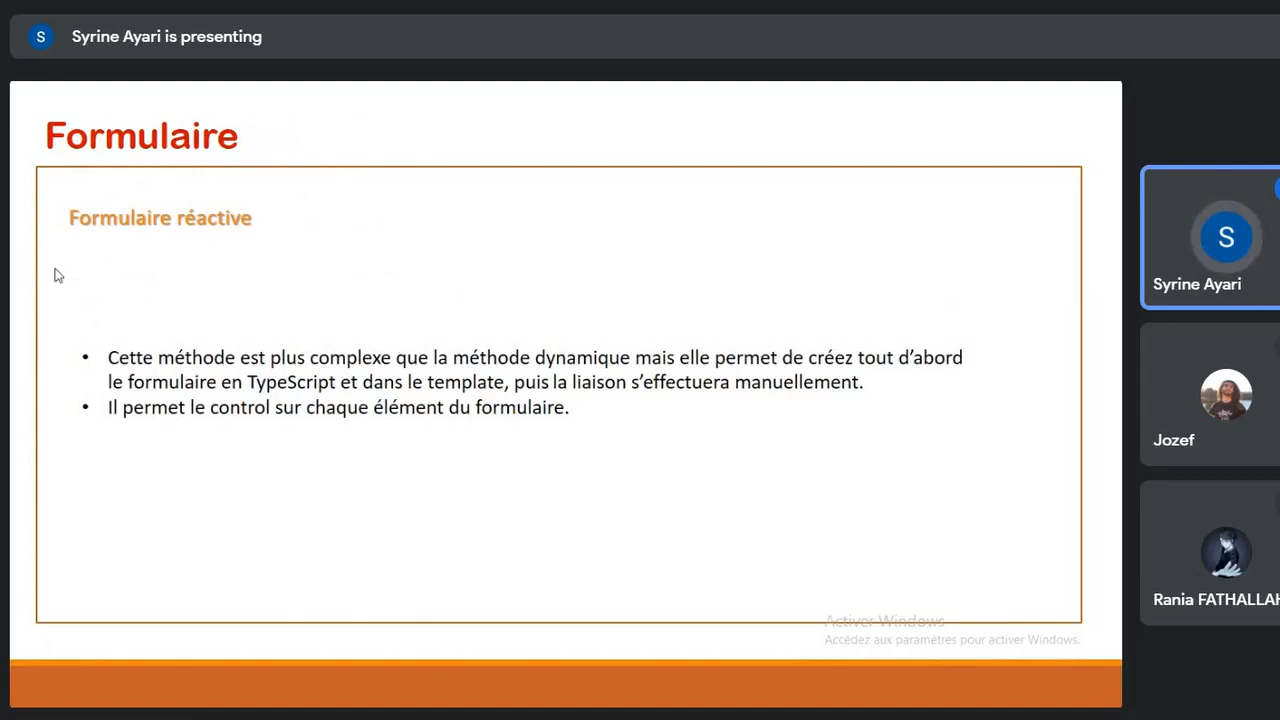 S
Syrine Ayari is presenting
Formulaire
Formulaire réactive
• Cette méthode est plus complexe que la méthode dynamique mais elle permet de créez tout d’abord
le formulaire en TypeScript et dans le template, puis la liaison s’effectuera manuellement.
• Il permet le control sur chaque élément du formulaire.
Activer Windows
Accédez aux paramètres pour activer Windows.
S
Syrine Ayari
Jozef
Rania FATHALLAH